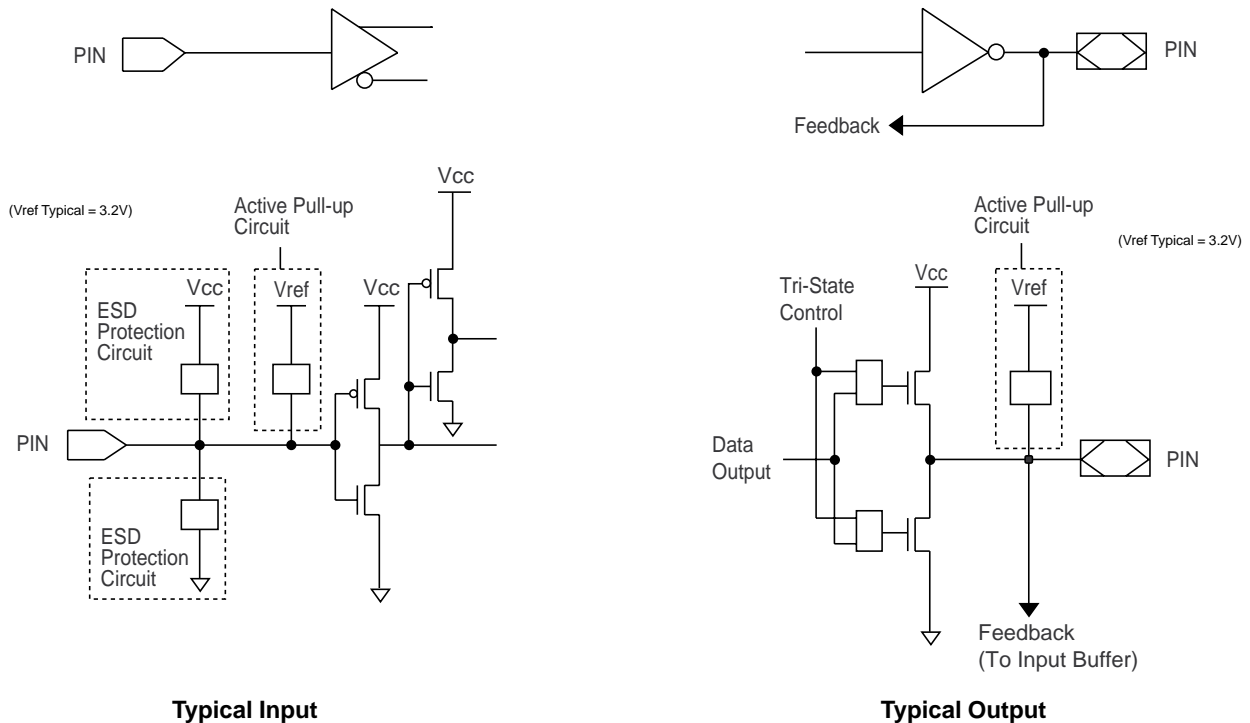 PIN
PIN
Feedback
Vcc
(Vref Typical = 3.2V)
Active Pull-up
Circuit
Vcc
Vref
Vcc
ESD
Protection
Circuit
PIN
ESD
Protection
Circuit
Typical Input
Active Pull-up
Circuit
(Vref Typical = 3.2V)
Tri-State
Control
Vcc
Vref
Data
Output
PIN
Feedback
(To Input Buffer)
Typical Output